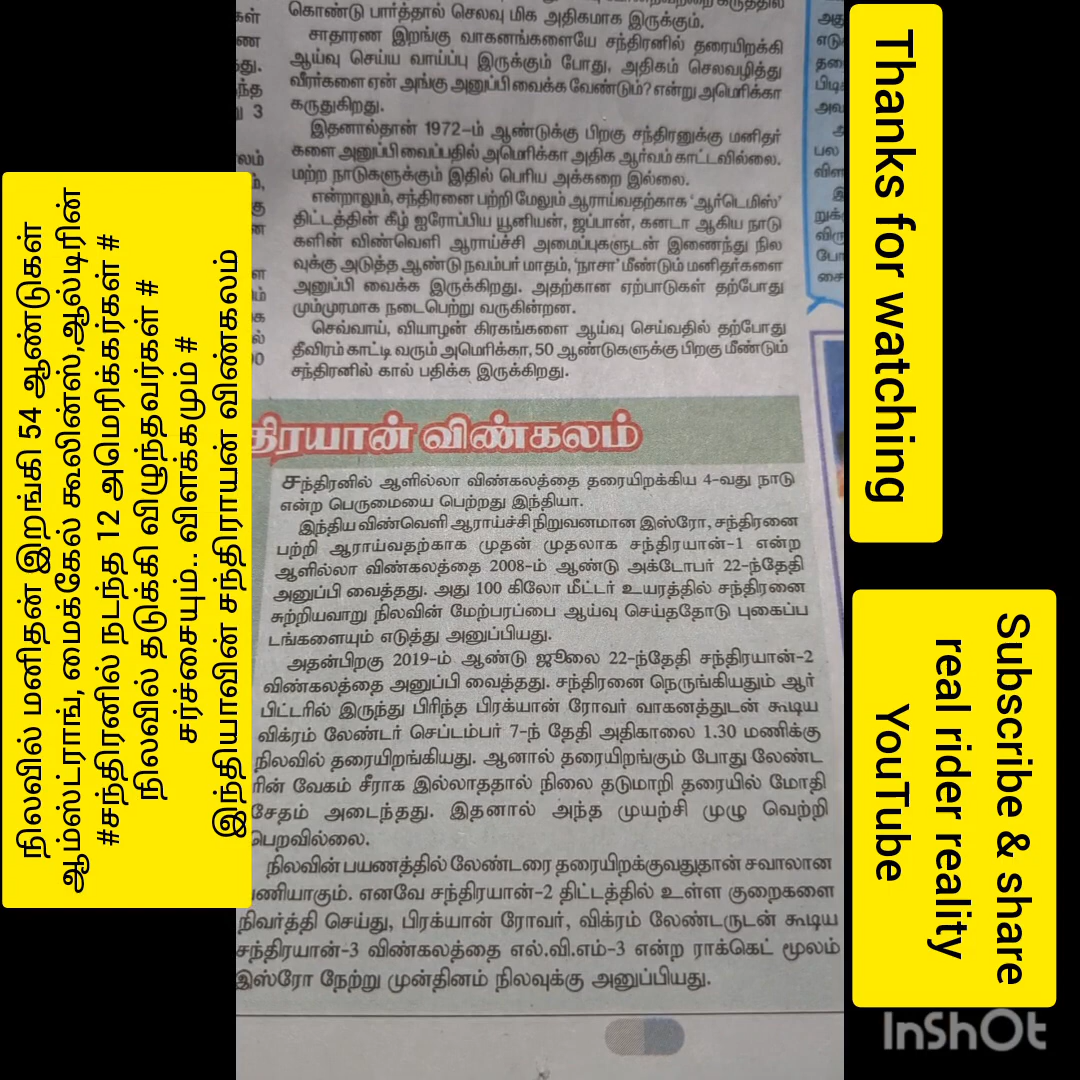 நிலவில் மனிதன் இறங்கி 54 ஆண்டுகள்
ஆம்ஸ்ட்ராங், மைக்கேல் கூலின்ஸ்,ஆல்டிரின்
#சந்திரனில் நடந்த 12 அமெரிக்கர்கள் #
நிலவில் தடுக்கி விழுந்தவர்கள் #
சர்ச்சையும்.. விளக்கமும் #
இந்தியாவின் சந்திராயன் விண்கலம்
கொண்டு பார்த்தால் செலவு மிக அதிகமாக இருக்கும்.
சாதாரண இறங்கு வாகனங்களையே சந்திரனில் தரையிறக்கி
ஆய்வு செய்ய வாய்ப்பு இருக்கும் போது, அதிகம் செலவழித்து
வீரர்களை ஏன் அங்கு அனுப்பி வைக்க வேண்டும்? என்று அமெரிக்கா
கருதுகிறது.
இதனால்தான் 1972-ம் ஆண்டுக்கு பிறகு சந்திரனுக்கு மனிதர்
களை அனுப்பி வைப்பதில் அமெரிக்கா அதிக ஆர்வம் காட்டவில்லை.
மற்ற நாடுகளுக்கும் இதில் பெரிய அக்கறை இல்லை.
என்றாலும், சந்திரனை பற்றி மேலும் ஆராய்வதற்காக 'ஆர்டெமிஸ்'
திட்டத்தின் கீழ் ஐரோப்பிய யூனியன், ஜப்பான், கனடா ஆகிய நாடு
களின் விண்வெளி ஆராய்ச்சி அமைப்புகளுடன் இணைந்து நில
வுக்கு அடுத்த ஆண்டு நவம்பர் மாதம், 'நாசா' மீண்டும் மனிதர்களை
அனுப்பி வைக்க இருக்கிறது. அதற்கான ஏற்பாடுகள் தற்போது
மும்முரமாக நடைபெற்று வருகின்றன.
செவ்வாய், வியாழன் கிரகங்களை ஆய்வு செய்வதில் தற்போது
தீவிரம் காட்டி வரும் அமெரிக்கா, 50 ஆண்டுகளுக்கு பிறகு மீண்டும்
சந்திரனில் கால் பதிக்க இருக்கிறது.
திரயான் விண்கலம்
சந்திரனில் ஆளில்லா விண்கலத்தை தரையிறக்கிய 4-வது நாடு
என்ற பெருமையை பெற்றது இந்தியா.
இந்திய விண்வெளி ஆராய்ச்சி நிறுவனமான இஸ்ரோ, சந்திரனை
பற்றி ஆராய்வதற்காக முதன் முதலாக சந்திரயான்-1 என்ற
ஆளில்லா விண்கலத்தை 2008-ம் ஆண்டு அக்டோபர் 22-ந்தேதி
அனுப்பி வைத்தது. அது 100 கிலோ மீட்டர் உயரத்தில் சந்திரனை
சுற்றியவாறு நிலவின் மேற்பரப்பை ஆய்வு செய்ததோடு புகைப்ப
டங்களையும் எடுத்து அனுப்பியது.
அதன்பிறகு 2019-ம் ஆண்டு ஜூலை 22-ந்தேதி சந்திரயான்-2
விண்கலத்தை அனுப்பி வைத்தது. சந்திரனை நெருங்கியதும் ஆர்
பிட்டரில் இருந்து பிரிந்த பிரக்யான் ரோவர் வாகனத்துடன் கூடிய
விக்ரம் லேண்டர் செப்டம்பர் 7-ந் தேதி அதிகாலை 1.30 மணிக்கு
நிலவில் தரையிறங்கியது. ஆனால் தரையிறங்கும் போது லேண்ட
ரின் வேகம் சீராக இல்லாததால் நிலை தடுமாறி தரையில் மோதி
சேதம் அடைந்தது. இதனால் அந்த முயற்சி முழு வெற்றி
பெறவில்லை.
நிலவின் பயணத்தில் லேண்டரை தரையிறக்குவதுதான் சவாலான
பணியாகும். எனவே சந்திரயான்-2 திட்டத்தில் உள்ள குறைகளை
நிவர்த்தி செய்து, பிரக்யான் ரோவர், விக்ரம் லேண்டருடன் கூடிய
சந்திரயான்-3 விண்கலத்தை எல்.வி.எம்-3 என்ற ராக்கெட் மூலம்
இஸ்ரோ நேற்று முன்தினம் நிலவுக்கு அனுப்பியது.
Thanks for watching
Subscribe & share
real rider reality
YouTube
InShOt